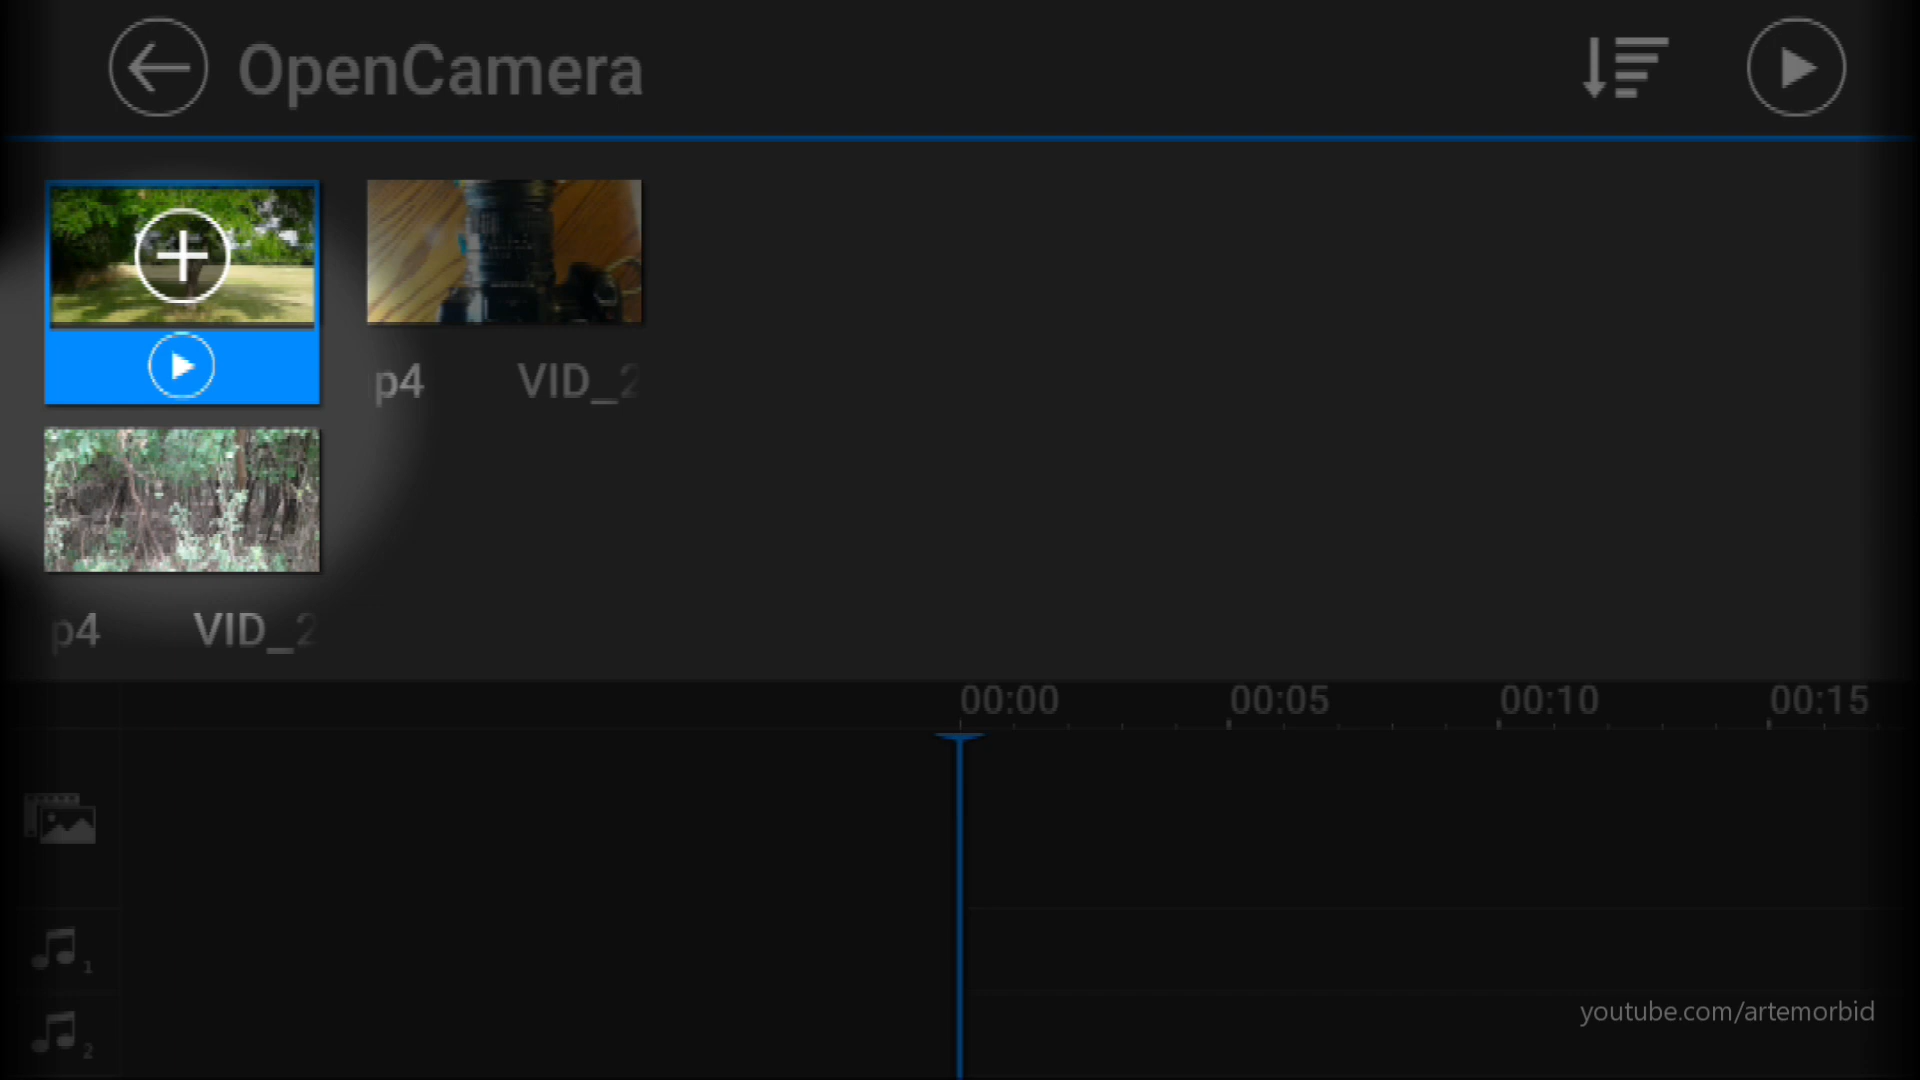 OpenCamera
p4 VID_2
p4 VID_2
00:00 00:05 00:10 00:15
1
2
youtube.com/artemorbid